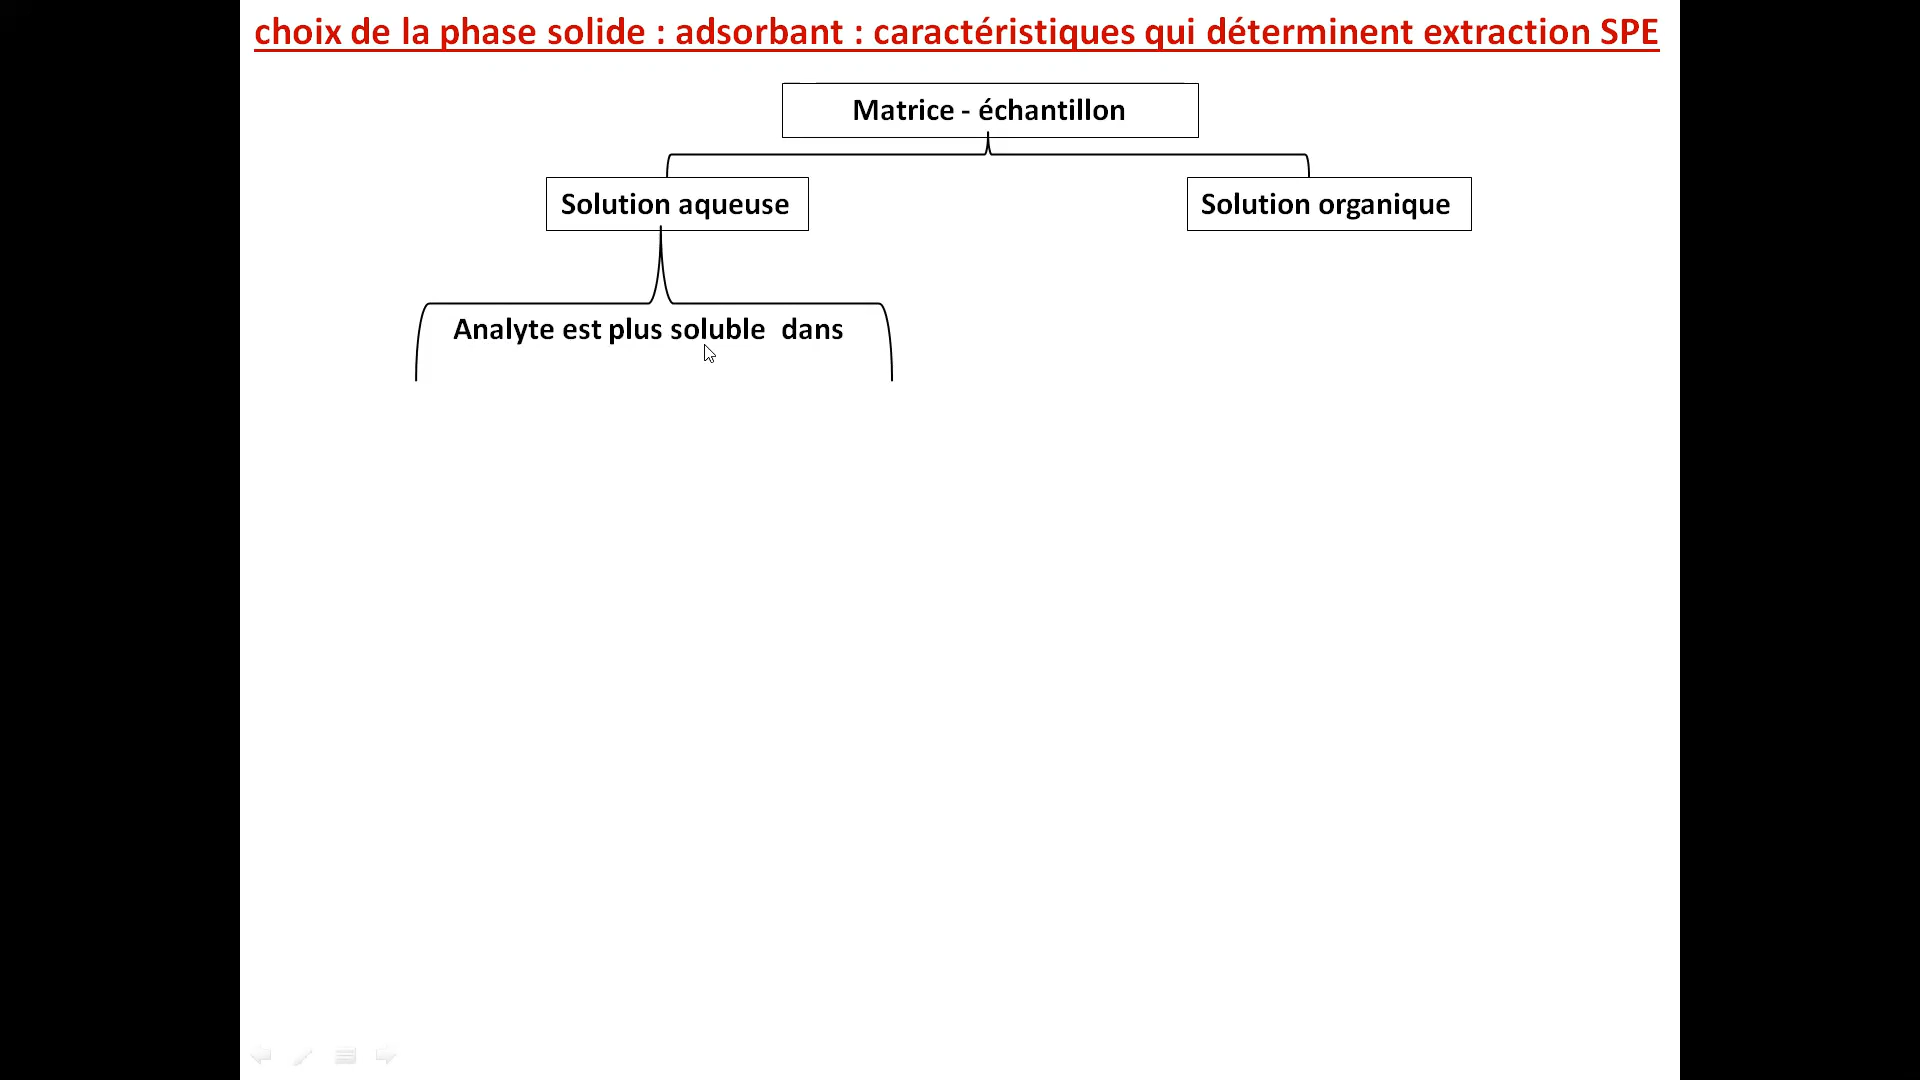 choix de la phase solide : adsorbant : caractéristiques qui déterminent extraction SPE
Matrice - échantillon
Solution aqueuse
Solution organique
Analyte est plus soluble dans